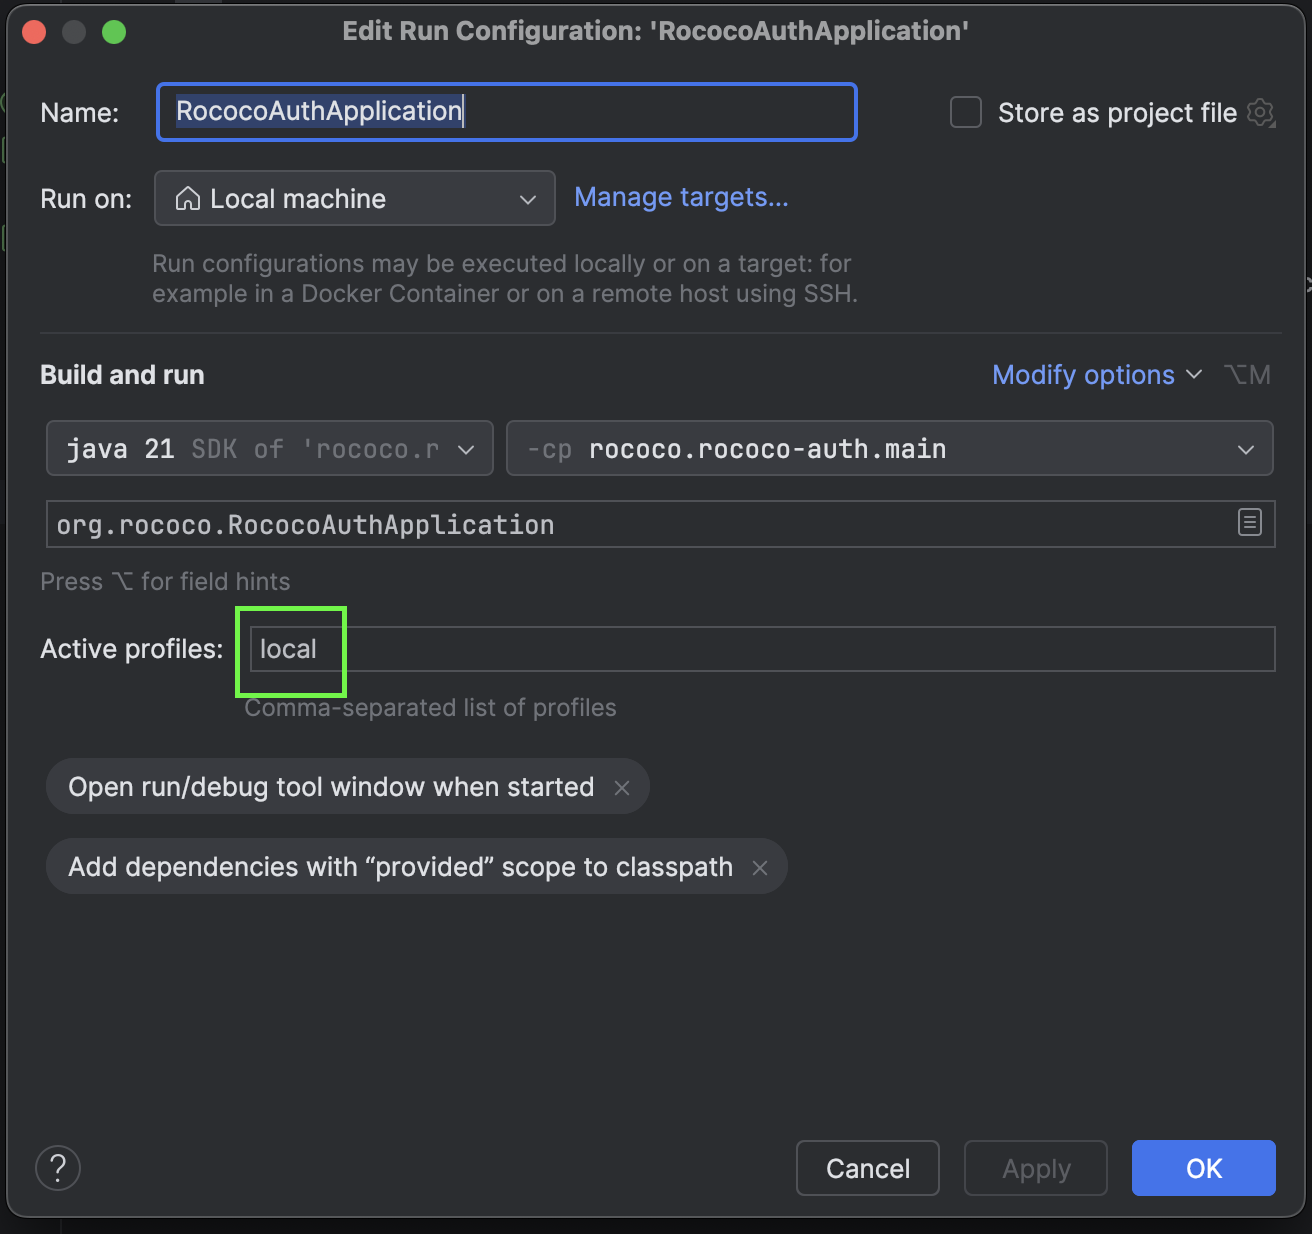 Edit Run Configuration: 'RococoAuthApplication'
Name: RococoAuthApplication Store as project file
Run on: Local machine Manage targets...
Run configurations may be executed locally or on a target: for
example in a Docker Container or on a remote host using SSH.
Build and run Modify options ⌥M
java 21 SDK of 'rococo.r -cp rococo.rococo-auth.main
org.rococo.RococoAuthApplication
Press ⌥ for field hints
Active profiles: local
Comma-separated list of profiles
Open run/debug tool window when started ×
Add dependencies with “provided” scope to classpath ×
? Cancel Apply OK